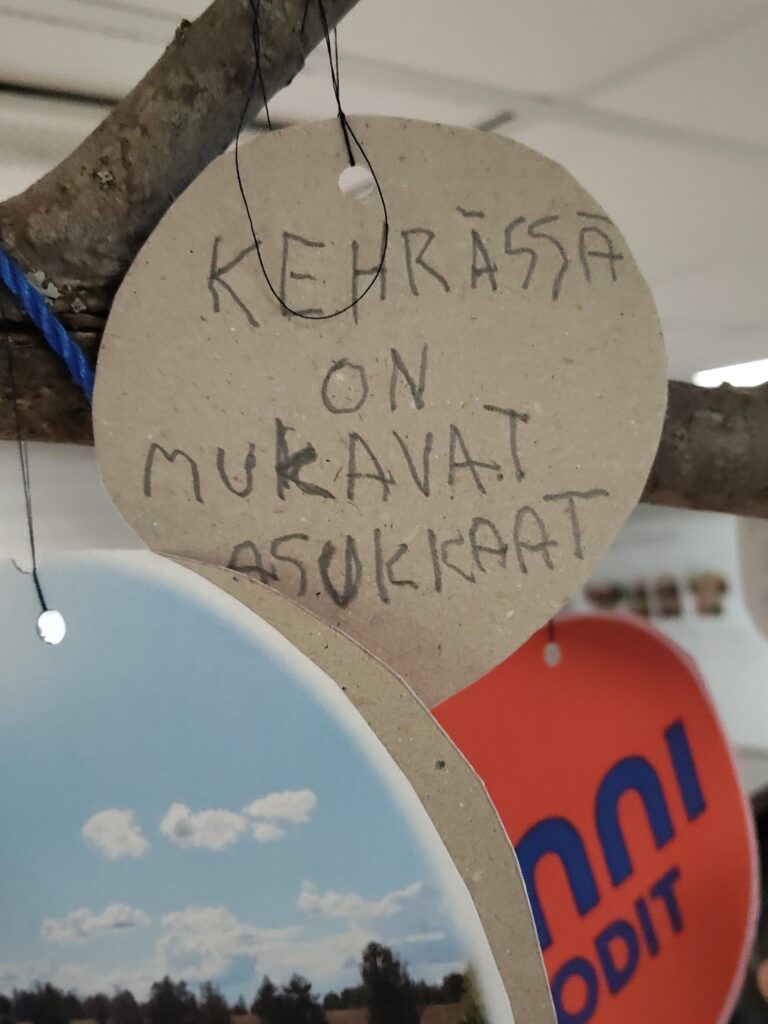 KEHRÄSSÄ
ON
MUKAVAT
ASUKKAAT
NNI
ODIT